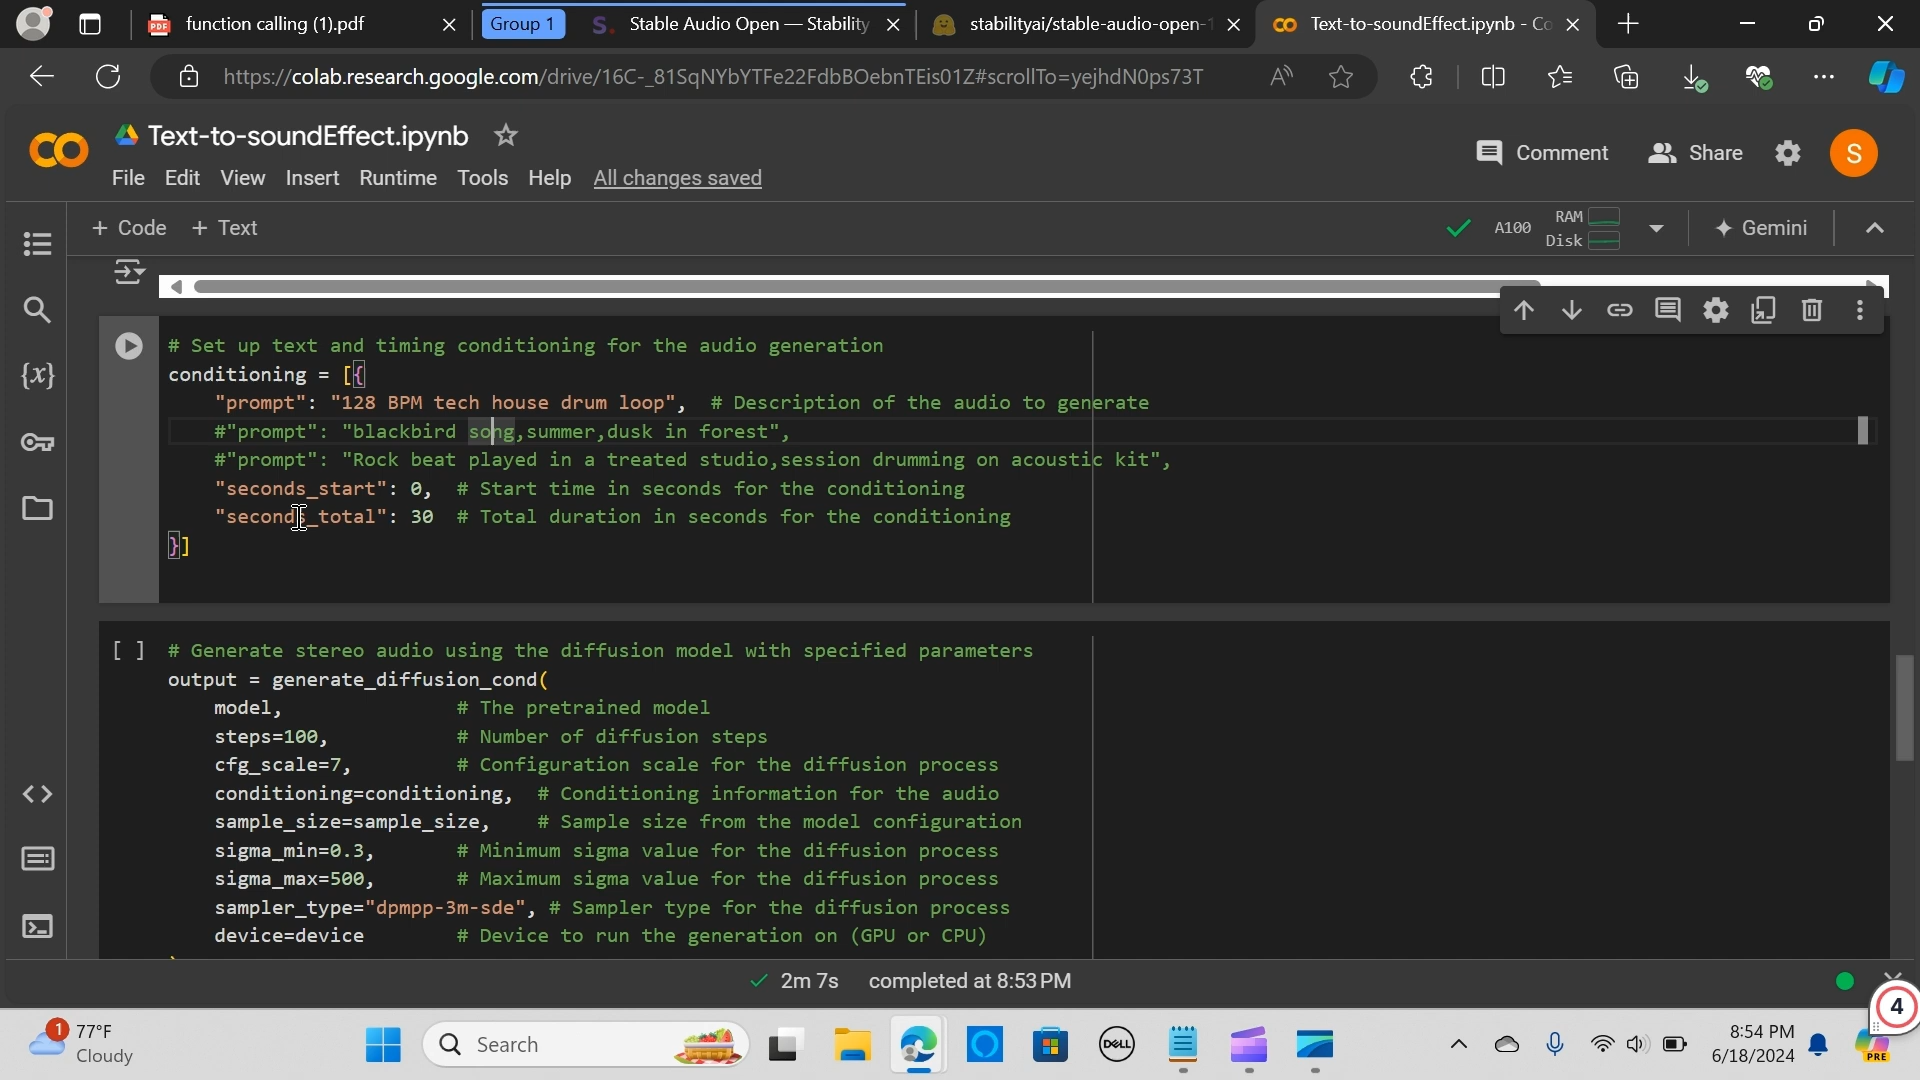 function calling (1).pdf
Group 1
Stable Audio Open — Stability
stabilityai/stable-audio-open-1
Text-to-soundEffect.ipynb - Co
https://colab.research.google.com/drive/16C-_81SqNYbYTFe22FdbBOebnTEis01Z#scrollTo=yejhdN0ps73T
Text-to-soundEffect.ipynb
Comment
Share
S
File Edit View Insert Runtime Tools Help All changes saved
+ Code + Text
A100
RAM
Disk
Gemini
# Set up text and timing conditioning for the audio generation
conditioning = [{
"prompt": "128 BPM tech house drum loop", # Description of the audio to generate
#"prompt": "blackbird song,summer,dusk in forest",
#"prompt": "Rock beat played in a treated studio,session drumming on acoustic kit",
"seconds_start": 0, # Start time in seconds for the conditioning
"seconds_total": 30 # Total duration in seconds for the conditioning
}]
[ ] # Generate stereo audio using the diffusion model with specified parameters
output = generate_diffusion_cond(
model, # The pretrained model
steps=100, # Number of diffusion steps
cfg_scale=7, # Configuration scale for the diffusion process
conditioning=conditioning, # Conditioning information for the audio
sample_size=sample_size, # Sample size from the model configuration
sigma_min=0.3, # Minimum sigma value for the diffusion process
sigma_max=500, # Maximum sigma value for the diffusion process
sampler_type="dpmpp-3m-sde", # Sampler type for the diffusion process
device=device # Device to run the generation on (GPU or CPU)
2m 7s completed at 8:53 PM
4
1
77°F
Cloudy
Search
DELL
8:54 PM
6/18/2024
PRE